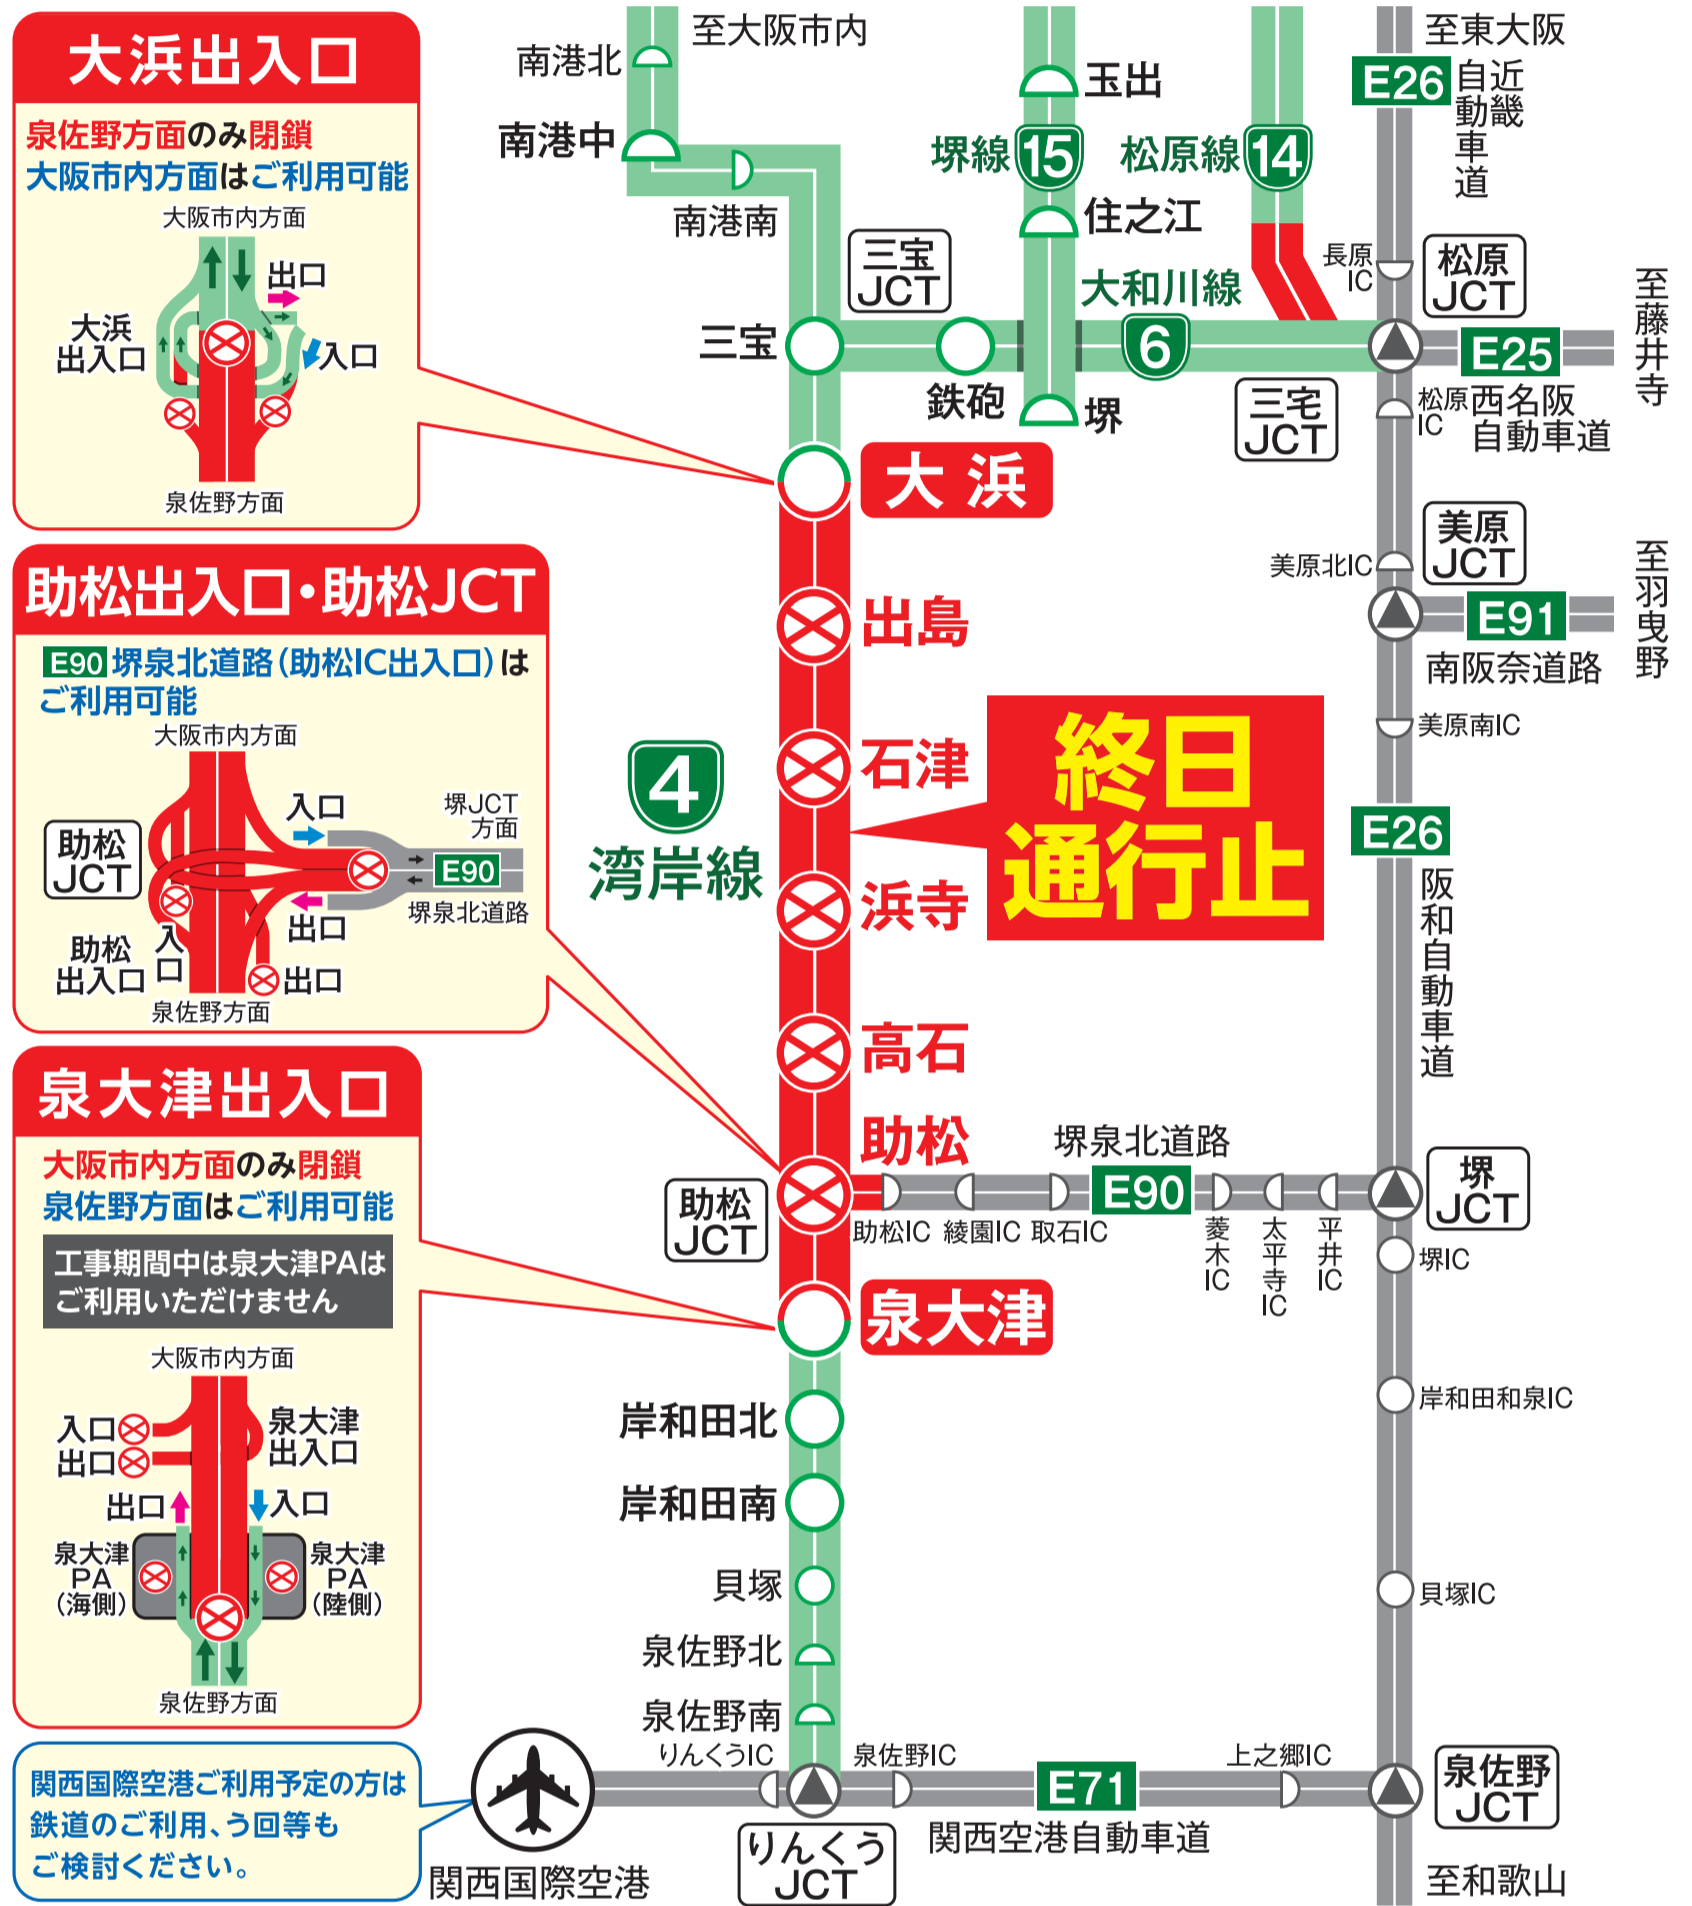 大浜出入口
泉佐野方面のみ閉鎖
大阪市内方面はご利用可能
大阪市内方面
出口
大浜
出入口
入口
泉佐野方面
助松出入口・助松JCT
E90 堺泉北道路（助松IC出入口）は
ご利用可能
大阪市内方面
入口
堺JCT
方面
助松
JCT
E90
堺泉北道路
出口
助松
出入口
入口
出口
泉佐野方面
泉大津出入口
大阪市内方面のみ閉鎖
泉佐野方面はご利用可能
工事期間中は泉大津PAは
ご利用いただけません
大阪市内方面
入口
出口
泉大津
出入口
出口
入口
泉大津
PA
（海側）
泉大津
PA
（陸側）
泉佐野方面
関西国際空港ご利用予定の方は
鉄道のご利用、う回等も
ご検討ください。
至大阪市内
南港北
南港中
南港南
玉出
堺線 15
松原線 14
住之江
三宝
JCT
大和川線
6
三宝
鉄砲
堺
三宅
JCT
至東大阪
E26
近畿
自動車道
長原
IC
松原
JCT
E25
至藤井寺
松原
IC
西名阪
自動車道
大浜
出島
石津
浜寺
高石
助松
助松
JCT
泉大津
4
湾岸線
終日
通行止
美原
JCT
美原北IC
E91
至羽曳野
南阪奈道路
美原南IC
E26
阪和自動車道
堺泉北道路
E90
助松IC
綾園IC
取石IC
菱木IC
太平寺IC
平井IC
堺
JCT
堺IC
岸和田和泉IC
貝塚IC
岸和田北
岸和田南
貝塚
泉佐野北
泉佐野南
りんくうIC
泉佐野IC
E71
上之郷IC
泉佐野
JCT
関西空港自動車道
りんくう
JCT
関西国際空港
至和歌山